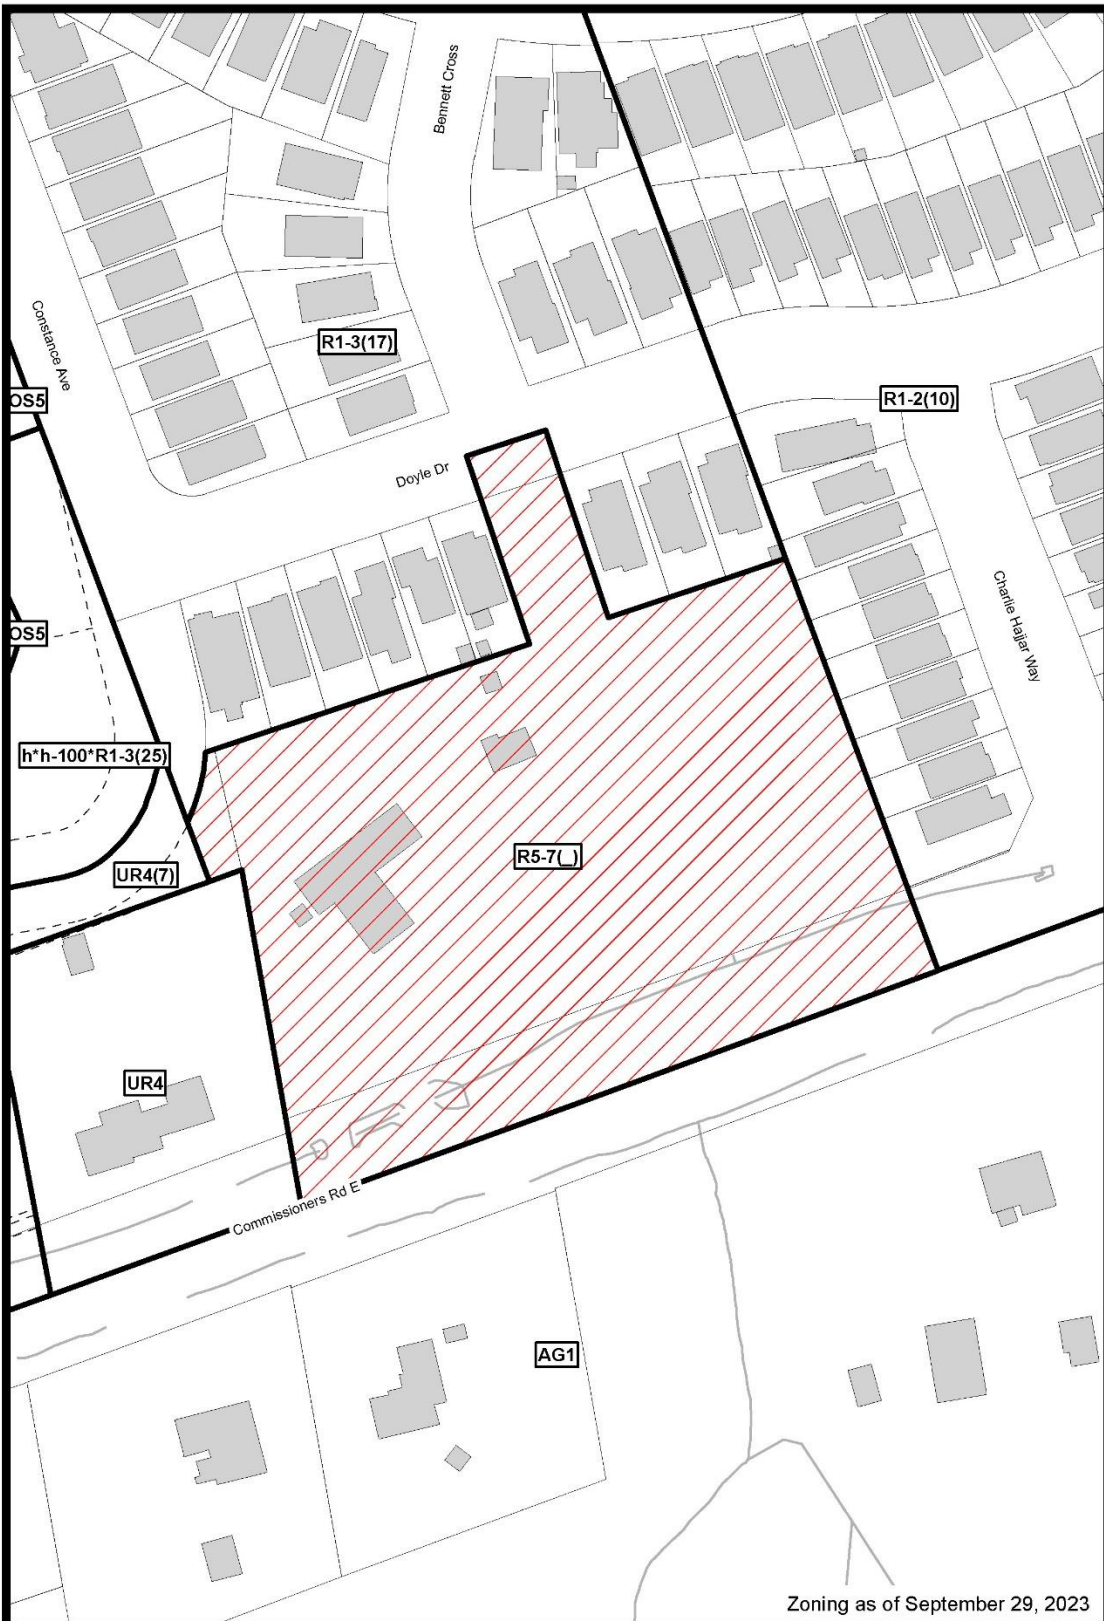 Bennett Cross
Constance Ave
R1-3(17)
OS5
R1-2(10)
Doyle Dr
Charlie Hajjar Way
OS5
h*h-100*R1-3(25)
R5-7(_)
UR4(7)
UR4
Commissioners Rd E
AG1
Zoning as of September 29, 2023